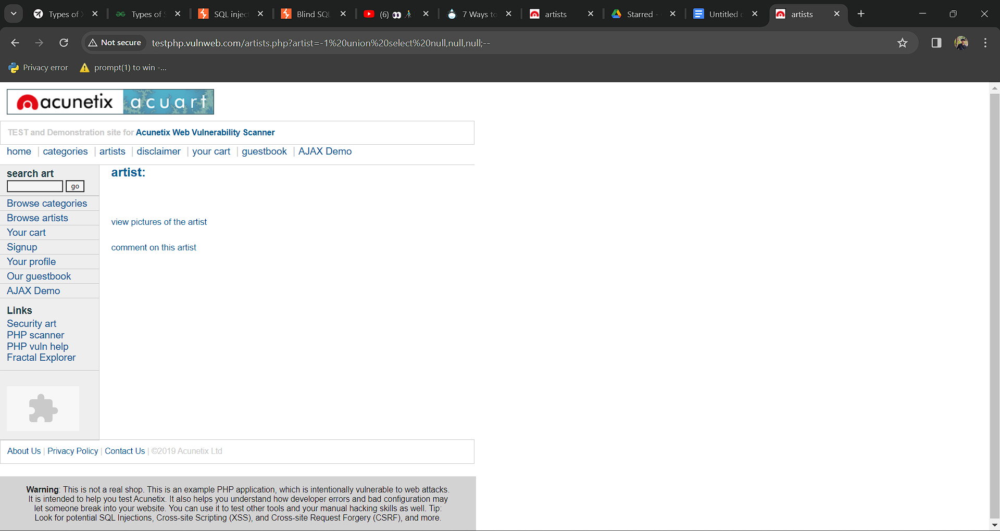 Types of
Types of
SQL injec
Blind SQL
(6)
7 Ways to
artists
Starred -
Untitled
artists
Not secure
testphp.vulnweb.com/artists.php?artist=-1%20union%20select%20null,null,null;--
Privacy error
prompt(1) to win -...
acunetix acuart
TEST and Demonstration site for Acunetix Web Vulnerability Scanner
home | categories | artists | disclaimer | your cart | guestbook | AJAX Demo
search art
go
Browse categories
Browse artists
Your cart
Signup
Your profile
Our guestbook
AJAX Demo
Links
Security art
PHP scanner
PHP vuln help
Fractal Explorer
artist:
view pictures of the artist
comment on this artist
About Us | Privacy Policy | Contact Us | ©2019 Acunetix Ltd
Warning: This is not a real shop. This is an example PHP application, which is intentionally vulnerable to web attacks.
It is intended to help you test Acunetix. It also helps you understand how developer errors and bad configuration may
let someone break into your website. You can use it to test other tools and your manual hacking skills as well. Tip:
Look for potential SQL Injections, Cross-site Scripting (XSS), and Cross-site Request Forgery (CSRF), and more.